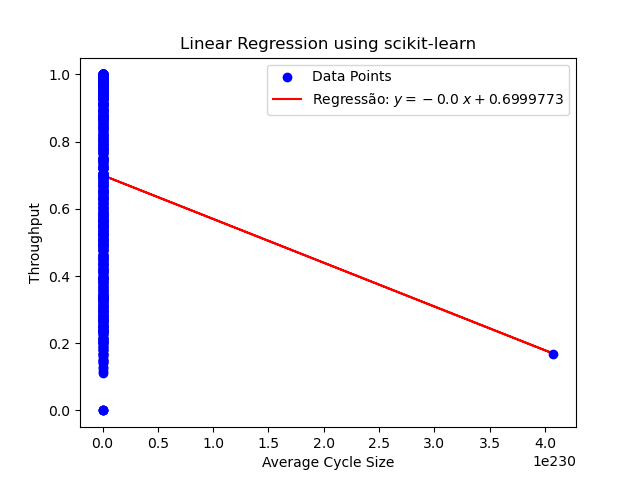 Linear Regression using scikit-learn
Data Points
Regressão: y = − 0.0 x + 0.6999773
1.0
0.8
0.6
0.4
0.2
0.0
Throughput
0.0 0.5 1.0 1.5 2.0 2.5 3.0 3.5 4.0
1e230
Average Cycle Size